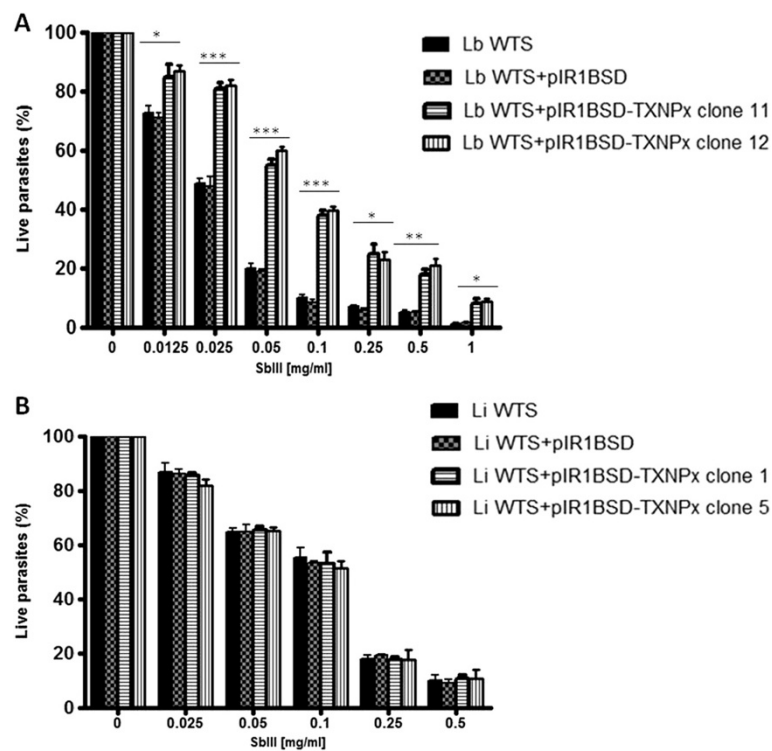 A
Live parasites (%)
100
80
60
40
20
0
* *** *** *** * ** *
0 0.0125 0.025 0.05 0.1 0.25 0.5 1
SbIII [mg/ml]
Lb WTS
Lb WTS+pIR1BSD
Lb WTS+pIR1BSD-TXNPx clone 11
Lb WTS+pIR1BSD-TXNPx clone 12
B
Live parasites (%)
100
80
60
40
20
0
0 0.025 0.05 0.1 0.25 0.5
SbIII [mg/ml]
Li WTS
Li WTS+pIR1BSD
Li WTS+pIR1BSD-TXNPx clone 1
Li WTS+pIR1BSD-TXNPx clone 5